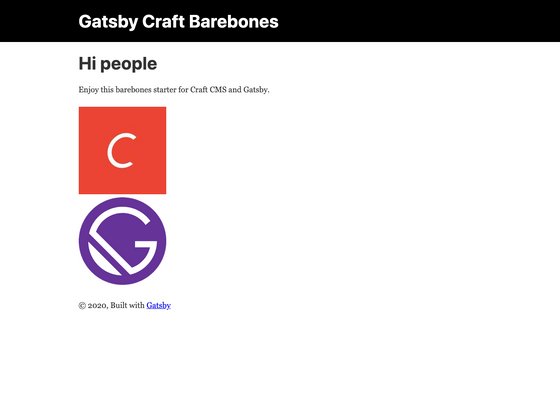 Gatsby Craft Barebones
Hi people
Enjoy this barebones starter for Craft CMS and Gatsby.
C
G
© 2020, Built with Gatsby